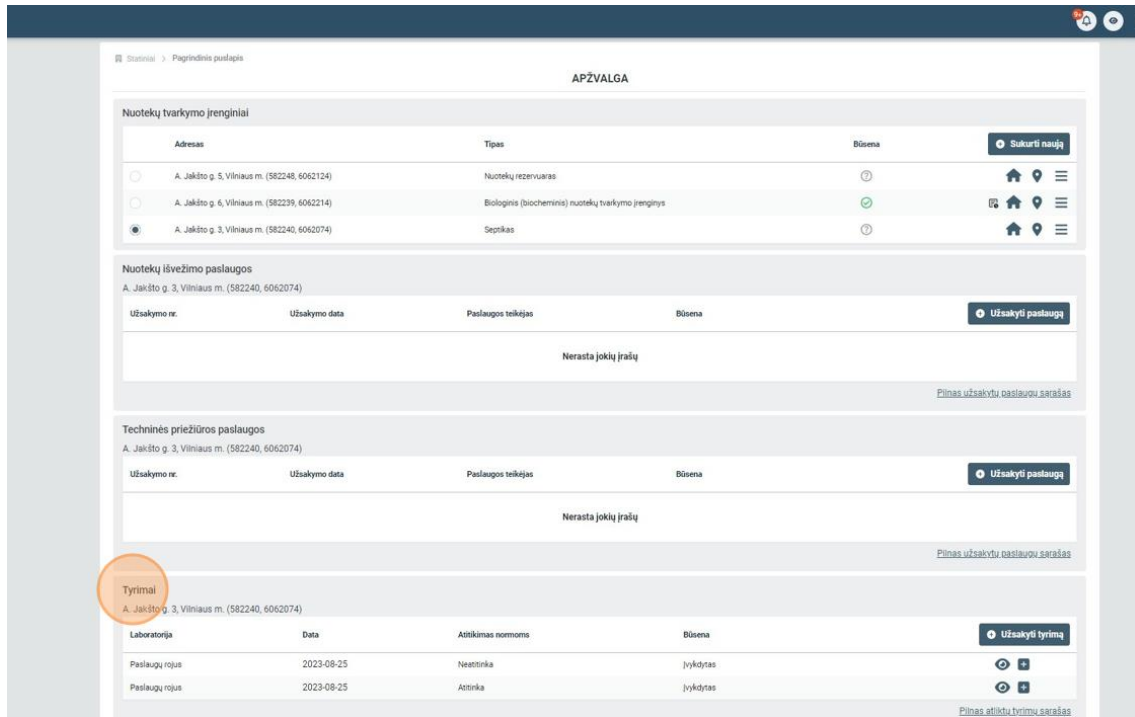 9+
Statiniai > Pagrindinis puslapis
APŽVALGA
Nuotekų tvarkymo įrenginiai
Adresas Tipas Būsena Sukurti naują
A. Jakšto g. 5, Vilniaus m. (582248, 6062124) Nuotekų rezervuaras
A. Jakšto g. 6, Vilniaus m. (582239, 6062214) Biologinis (biocheminis) nuotekų tvarkymo įrenginys
A. Jakšto g. 3, Vilniaus m. (582240, 6062074) Septikas
Nuotekų išvežimo paslaugos
A. Jakšto g. 3, Vilniaus m. (582240, 6062074)
Užsakymo nr. Užsakymo data Paslaugos teikėjas Būsena Užsakyti paslaugą
Nerasta jokių įrašų
Pilnas užsakytų paslaugų sarašas
Techninės priežiūros paslaugos
A. Jakšto g. 3, Vilniaus m. (582240, 6062074)
Užsakymo nr. Užsakymo data Paslaugos teikėjas Būsena Užsakyti paslaugą
Nerasta jokių įrašų
Pilnas užsakytų paslaugų sarašas
Tyrimai
A. Jakšto g. 3, Vilniaus m. (582240, 6062074)
Laboratorija Data Atitikimas normoms Būsena Užsakyti tyrimą
Paslaugų rojus 2023-08-25 Neatitinka Įvykdytas
Paslaugų rojus 2023-08-25 Atitinka Įvykdytas
Pilnas atliktų tyrimų sarašas